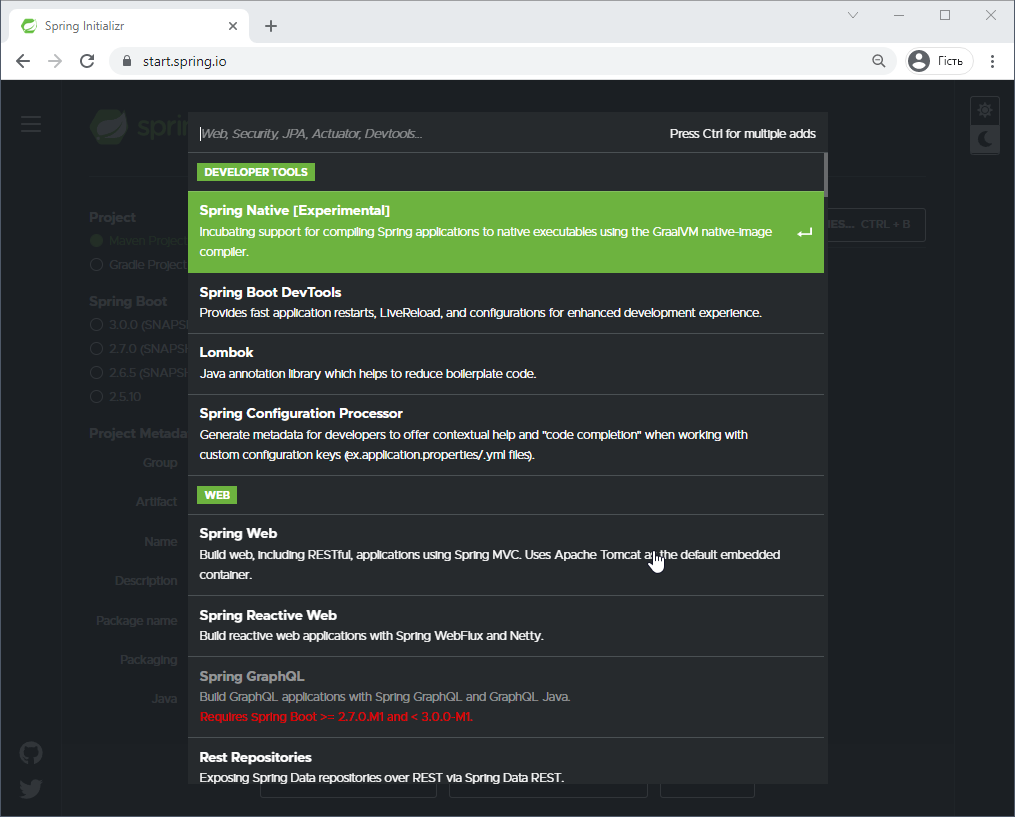 Spring Initializr
start.spring.io
Гість
Web, Security, JPA, Actuator, Devtools...
Press Ctrl for multiple adds
DEVELOPER TOOLS
Spring Native [Experimental]
Incubating support for compiling Spring applications to native executables using the GraalVM native-image
compiler.
Spring Boot DevTools
Provides fast application restarts, LiveReload, and configurations for enhanced development experience.
Lombok
Java annotation library which helps to reduce boilerplate code.
Spring Configuration Processor
Generate metadata for developers to offer contextual help and "code completion" when working with
custom configuration keys (ex.application.properties/.yml files).
WEB
Spring Web
Build web, including RESTful, applications using Spring MVC. Uses Apache Tomcat as the default embedded
container.
Spring Reactive Web
Build reactive web applications with Spring WebFlux and Netty.
Spring GraphQL
Build GraphQL applications with Spring GraphQL and GraphQL Java.
Requires Spring Boot >= 2.7.0.M1 and < 3.0.0-M1.
Rest Repositories
Exposing Spring Data repositories over REST via Spring Data REST.
sprin
Project
Maven Project
Gradle Project
Spring Boot
3.0.0 (SNAPS
2.7.0 (SNAPS
2.6.5 (SNAPS
2.5.10
Project Metada
Group
Artifact
Name
Description
Package name
Packaging
Java
IES... CTRL + B